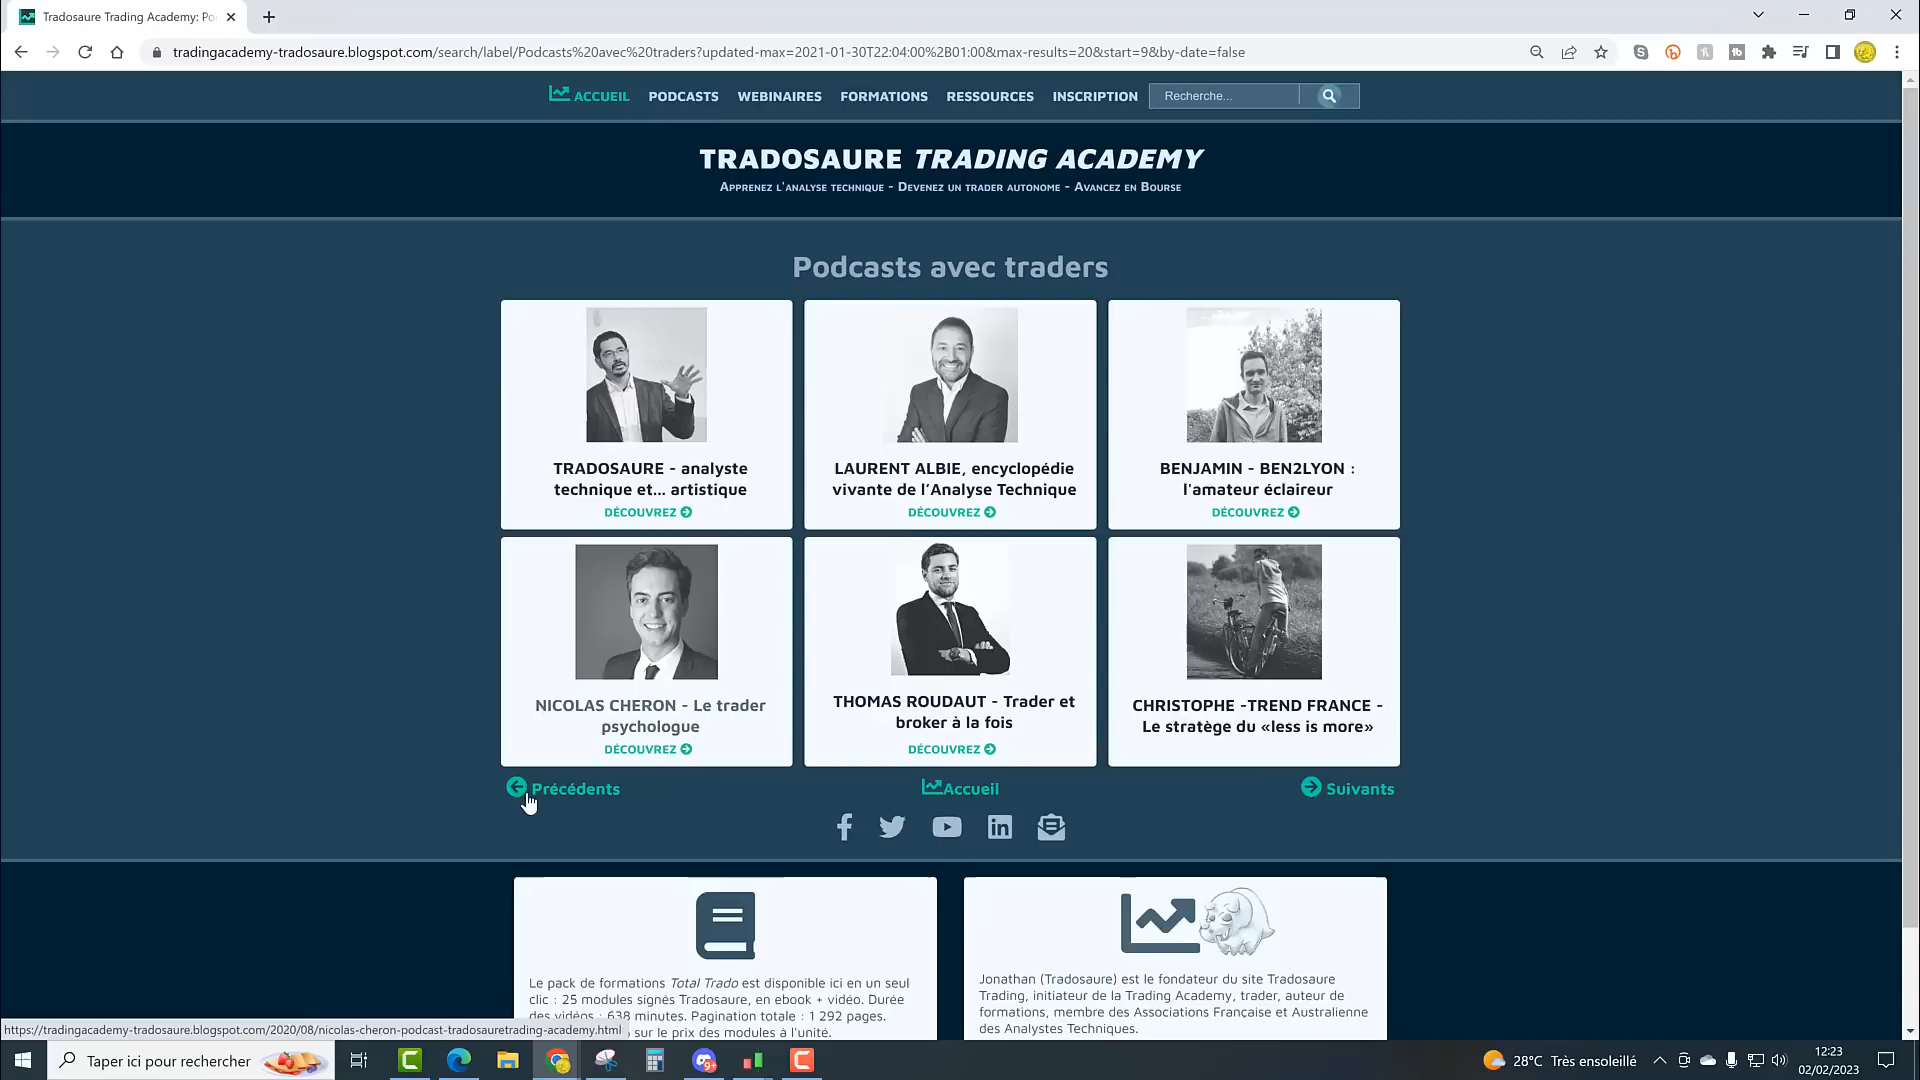 Tradosaure Trading Academy: Po
tradingacademy-tradosaure.blogspot.com/search/label/Podcasts%20avec%20traders?updated-max=2021-01-30T22:04:00%2B01:00&max-results=20&start=9&by-date=false
ACCUEIL PODCASTS WEBINAIRES FORMATIONS RESSOURCES INSCRIPTION Recherche...
TRADOSAURE TRADING ACADEMY
Apprenez l'analyse technique - Devenez un trader autonome - Avancez en Bourse
Podcasts avec traders
TRADOSAURE - analyste
technique et... artistique
DÉCOUVREZ
LAURENT ALBIE, encyclopédie
vivante de l’Analyse Technique
DÉCOUVREZ
BENJAMIN - BEN2LYON :
l'amateur éclaireur
DÉCOUVREZ
NICOLAS CHERON - Le trader
psychologue
DÉCOUVREZ
THOMAS ROUDAUT - Trader et
broker à la fois
DÉCOUVREZ
CHRISTOPHE -TREND FRANCE -
Le stratège du «less is more»
Précédents Accueil Suivants
Le pack de formations Total Trado est disponible ici en un seul
clic : 25 modules signés Tradosaure, en ebook + vidéo. Durée
des vidéos : 638 minutes. Pagination totale : 1 292 pages.
sur le prix des modules à l'unité.
Jonathan (Tradosaure) est le fondateur du site Tradosaure
Trading, initiateur de la Trading Academy, trader, auteur de
formations, membre des Associations Française et Australienne
des Analystes Techniques.
https://tradingacademy-tradosaure.blogspot.com/2020/08/nicolas-cheron-podcast-tradosauretrading-academy.html
Taper ici pour rechercher
28°C Très ensoleillé
12:23
02/02/2023